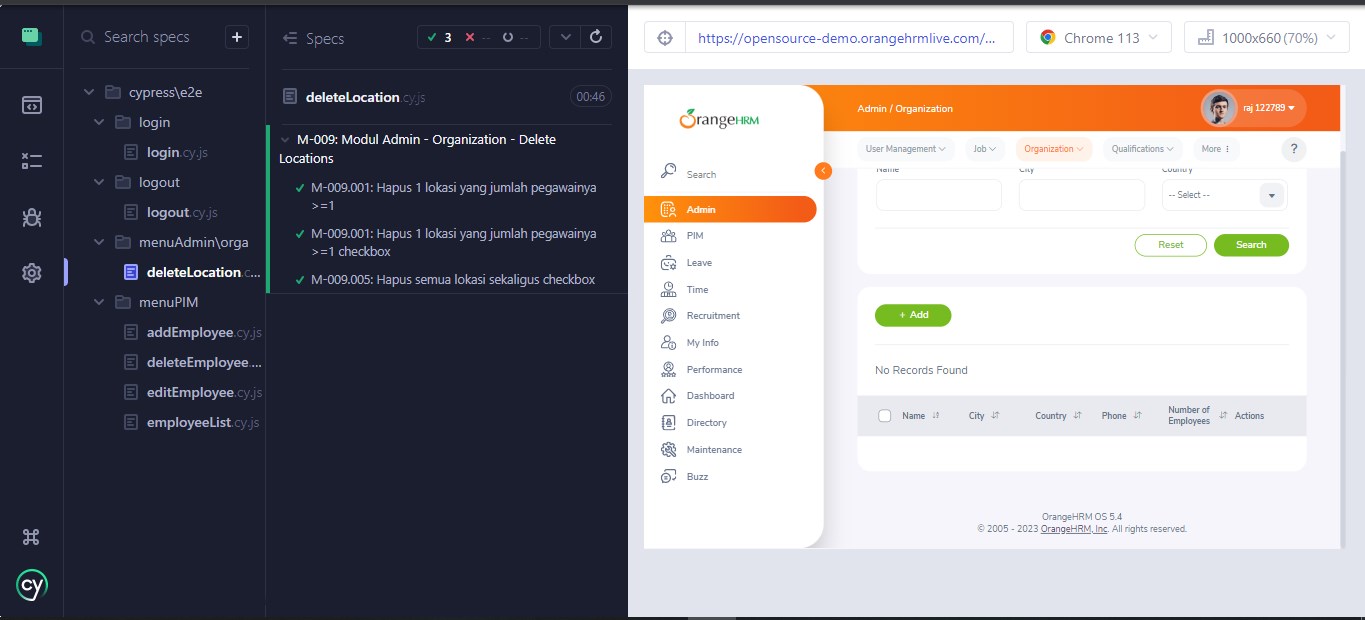 Search specs
+
cypress\e2e
login
login.cy.js
logout
logout.cy.js
menuAdmin\orga
deleteLocation.c...
menuPIM
addEmployee.cy.js
deleteEmployee....
editEmployee.cy.js
employeeList.cy.js
cy
Specs
3 -- --
deleteLocation.cy.js
00:46
M-009: Modul Admin - Organization - Delete
Locations
M-009.001: Hapus 1 lokasi yang jumlah pegawainya
>=1
M-009.001: Hapus 1 lokasi yang jumlah pegawainya
>=1 checkbox
M-009.005: Hapus semua lokasi sekaligus checkbox
https://opensource-demo.orangehrmlive.com/...
Chrome 113
1000x660 (70%)
OrangeHRM
Search
Admin
PIM
Leave
Time
Recruitment
My Info
Performance
Dashboard
Directory
Maintenance
Buzz
Admin / Organization
raj 122789
User Management
Job
Organization
Qualifications
More
?
Name
City
Country
-- Select --
Reset
Search
+ Add
No Records Found
Name
City
Country
Phone
Number of
Employees
Actions
OrangeHRM OS 5.4
© 2005 - 2023 OrangeHRM, Inc. All rights reserved.